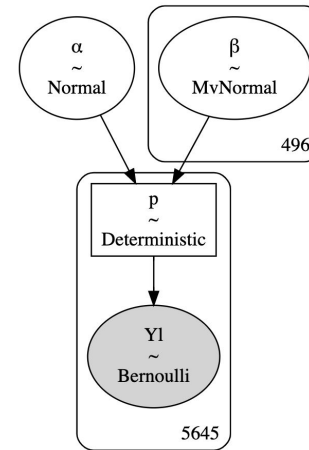 α
~
Normal
β
~
MvNormal
496
p
~
Deterministic
Yl
~
Bernoulli
5645